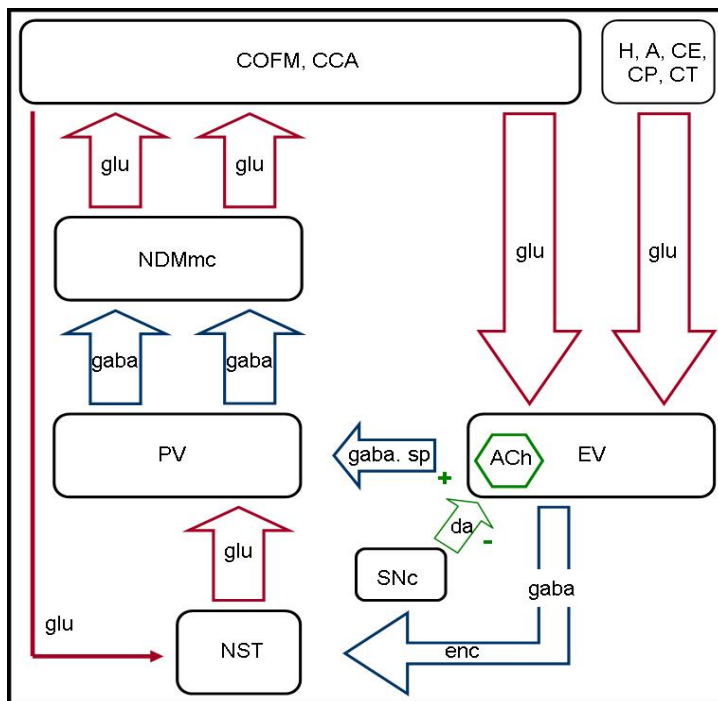 COFM, CCA
H, A, CE,
CP, CT
glu
glu
glu
glu
NDMmc
gaba
gaba
PV
gaba. sp
ACh
EV
+
da
-
glu
SNc
gaba
glu
NST
enc